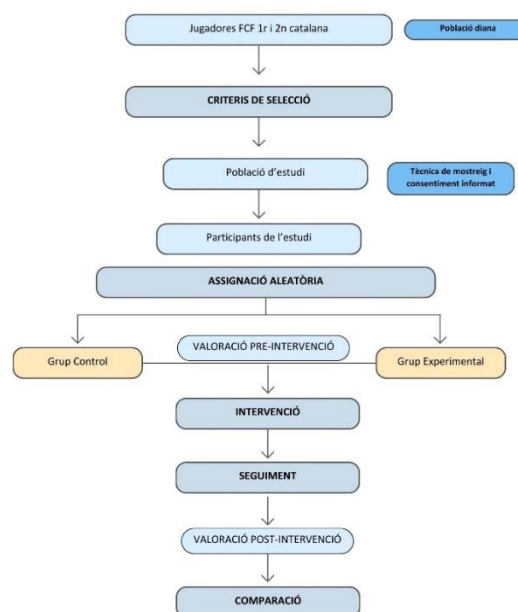 Jugadores FCF 1r i 2n catalana
Població diana
CRITERIS DE SELECCIÓ
Població d'estudi
Tècnica de mostreig i
consentiment informat
Participants de l'estudi
ASSIGNACIÓ ALEATÒRIA
VALORACIÓ PRE-INTERVENCIÓ
Grup Control
Grup Experimental
INTERVENCIÓ
SEGUIMENT
VALORACIÓ POST-INTERVENCIÓ
COMPARACIÓ